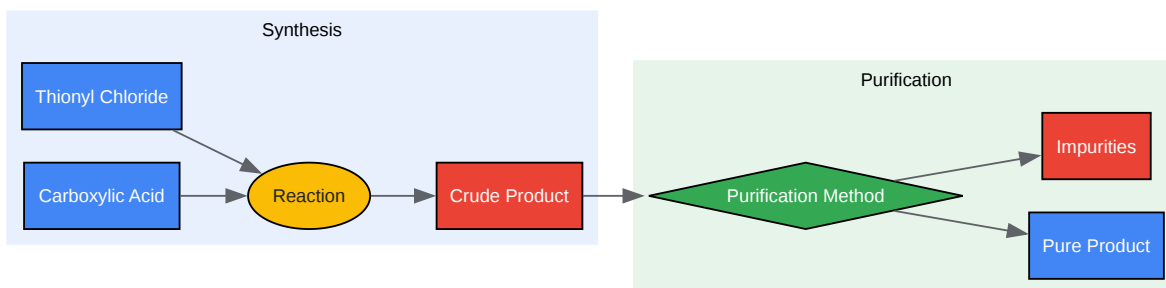 Synthesis
Thionyl Chloride
Carboxylic Acid
Reaction
Crude Product
Purification
Purification Method
Impurities
Pure Product